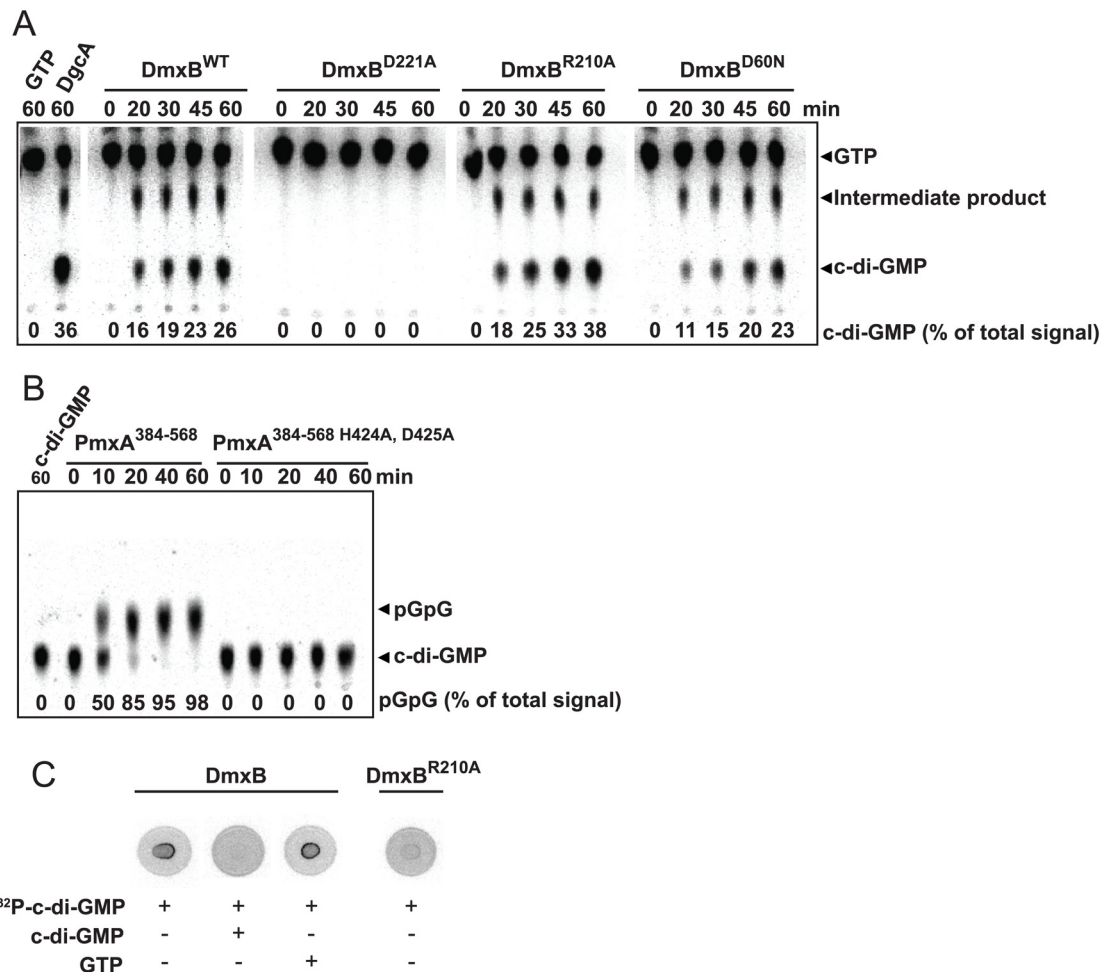 A
GTP DgcA DmxB^WT DmxB^D221A DmxB^R210A DmxB^D60N
60 60 0 20 30 45 60 0 20 30 45 60 0 20 30 45 60 0 20 30 45 60 min
◄GTP
◄Intermediate product
◄c-di-GMP
0 36 0 16 19 23 26 0 0 0 0 0 0 18 25 33 38 0 11 15 20 23 c-di-GMP (% of total signal)
B
c-di-GMP PmxA^384-568 PmxA^384-568 H424A, D425A
60 0 10 20 40 60 0 10 20 40 60 min
◄pGpG
◄c-di-GMP
0 0 50 85 95 98 0 0 0 0 0 pGpG (% of total signal)
C
DmxB DmxB^R210A
32P-c-di-GMP + + + +
c-di-GMP - + - -
GTP - - + -